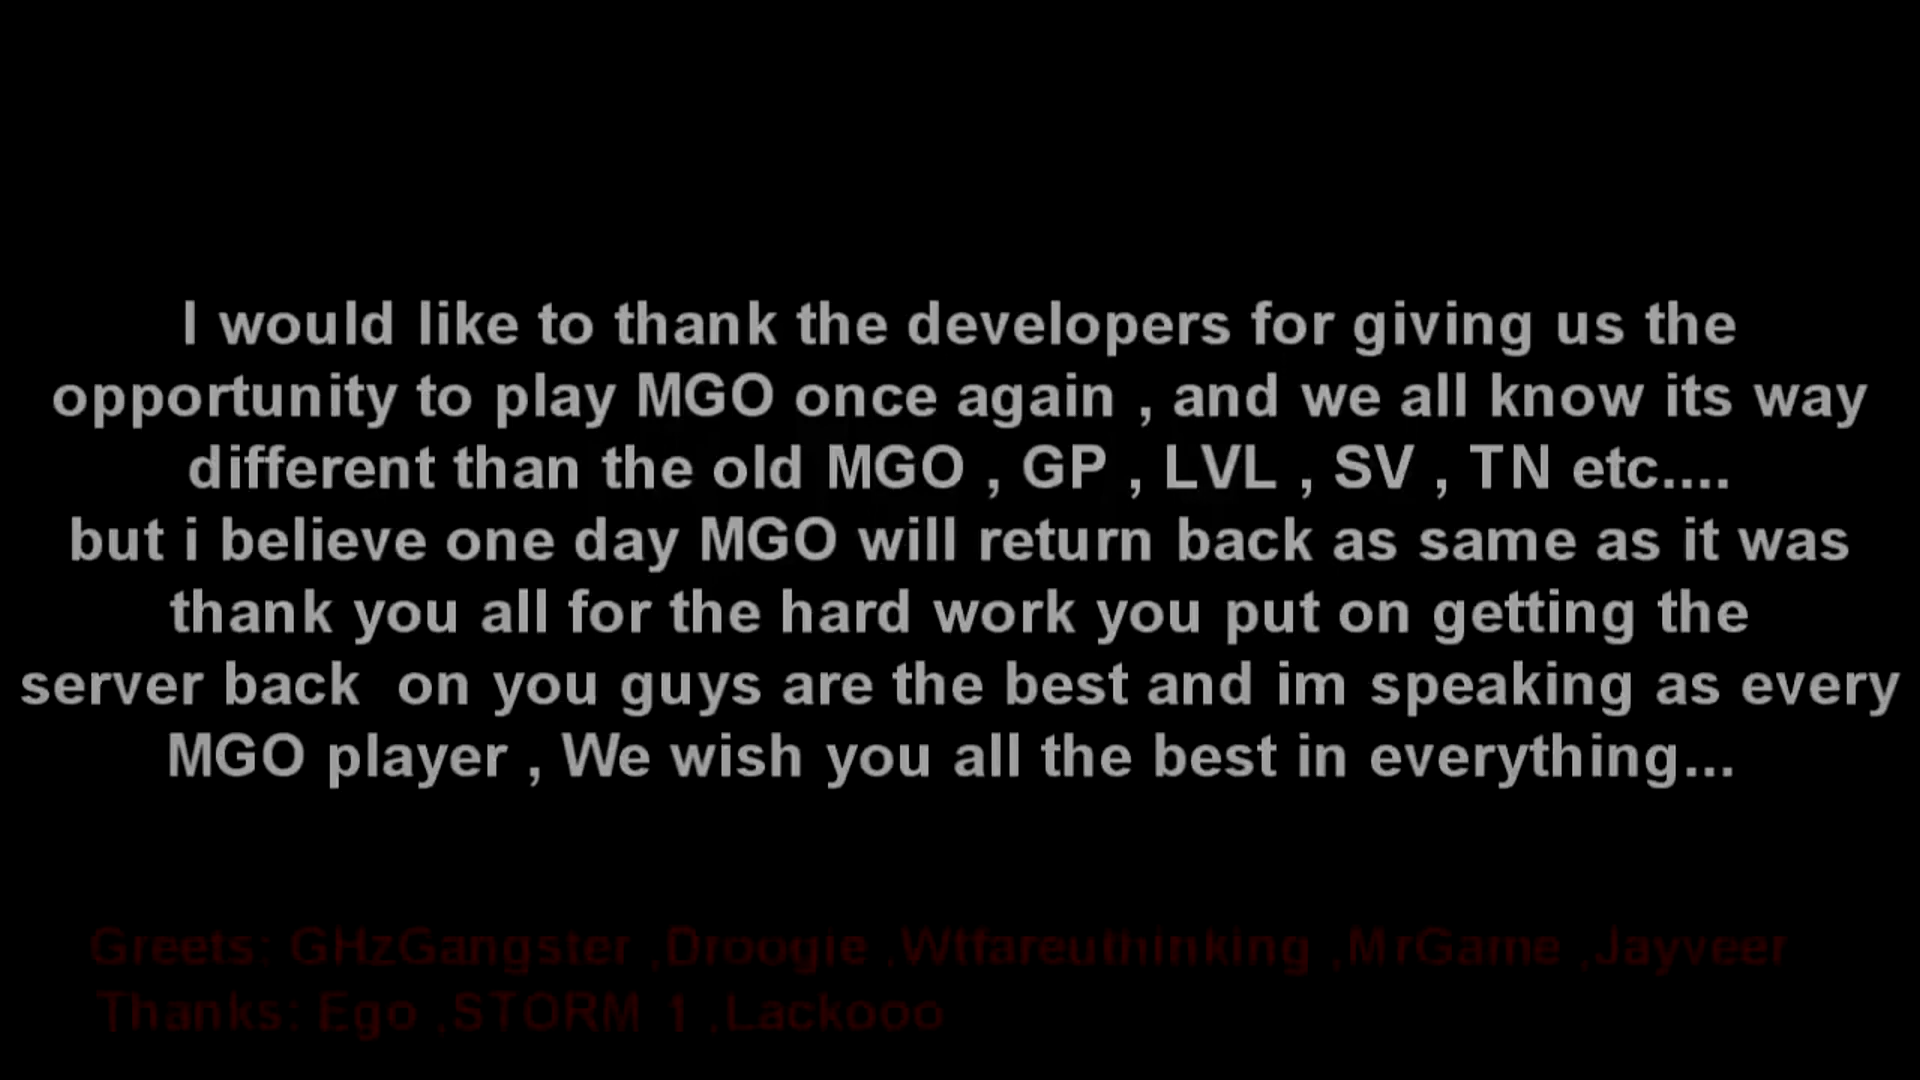 I would like to thank the developers for giving us the
opportunity to play MGO once again , and we all know its way
different than the old MGO , GP , LVL , SV , TN etc....
but i believe one day MGO will return back as same as it was
thank you all for the hard work you put on getting the
server back  on you guys are the best and im speaking as every
MGO player , We wish you all the best in everything...
Greets: GHzGangster ,Droogie ,Wtfareuthinking ,MrGame ,Jayveer
Thanks: Ego ,STORM 1 ,Lackooo